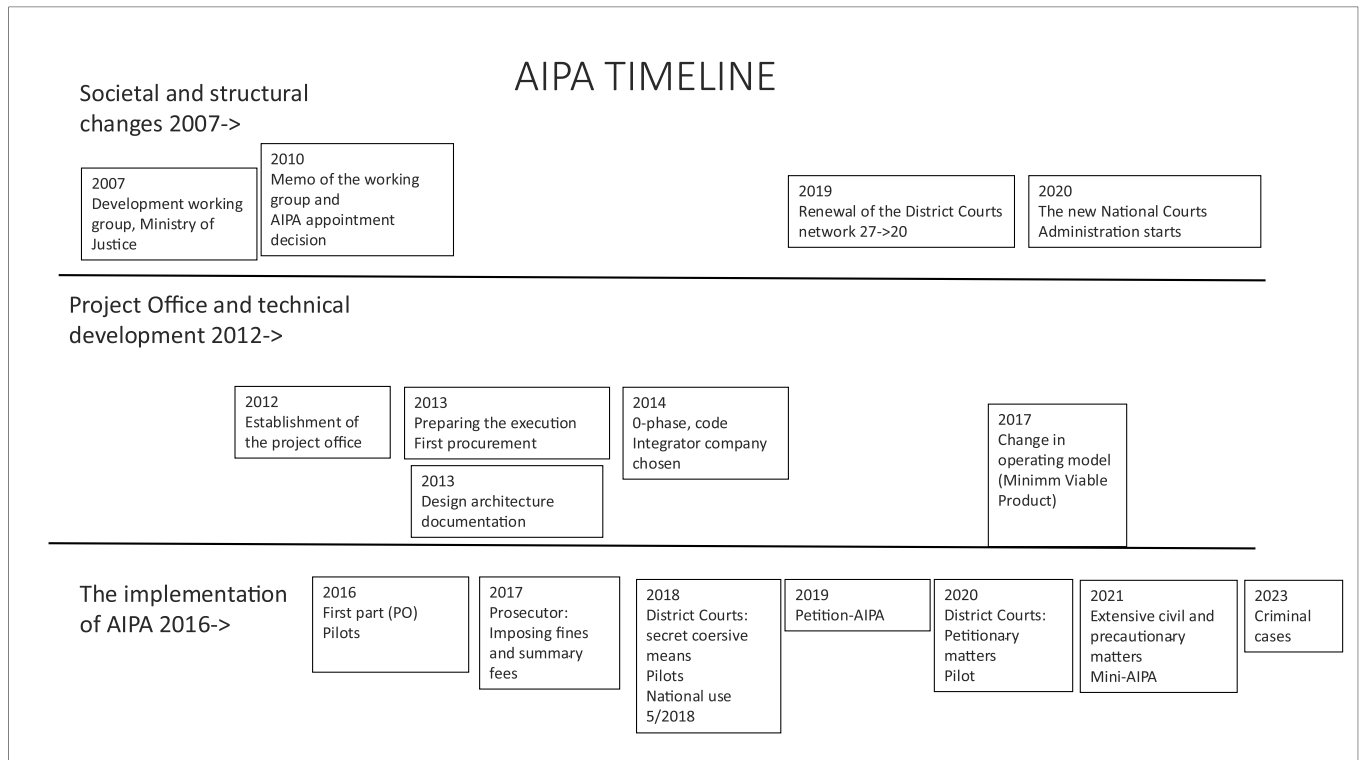 AIPA TIMELINE
Societal and structural
changes 2007->
2007
Development working
group, Ministry of
Justice
2010
Memo of the working
group and
AIPA appointment
decision
2019
Renewal of the District Courts
network 27->20
2020
The new National Courts
Administration starts
Project Office and technical
development 2012->
2012
Establishment of
the project office
2013
Preparing the execution
First procurement
2013
Design architecture
documentation
2014
0-phase, code
Integrator company
chosen
2017
Change in
operating model
(Minimm Viable
Product)
The implementation
of AIPA 2016->
2016
First part (PO)
Pilots
2017
Prosecutor:
Imposing fines
and summary
fees
2018
District Courts:
secret coersive
means
Pilots
National use
5/2018
2019
Petition-AIPA
2020
District Courts:
Petitionary
matters
Pilot
2021
Extensive civil and
precautionary
matters
Mini-AIPA
2023
Criminal
cases